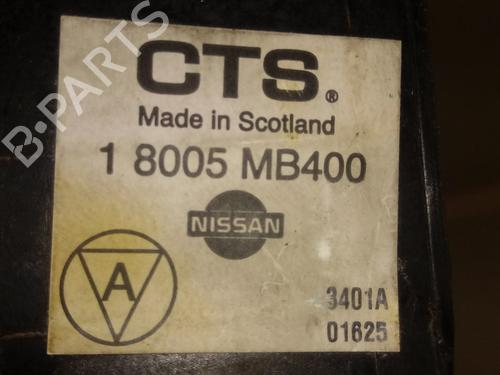 CTS®
Made in Scotland
1 8005 MB400
NISSAN
A
3401A
01625
B-PARTS